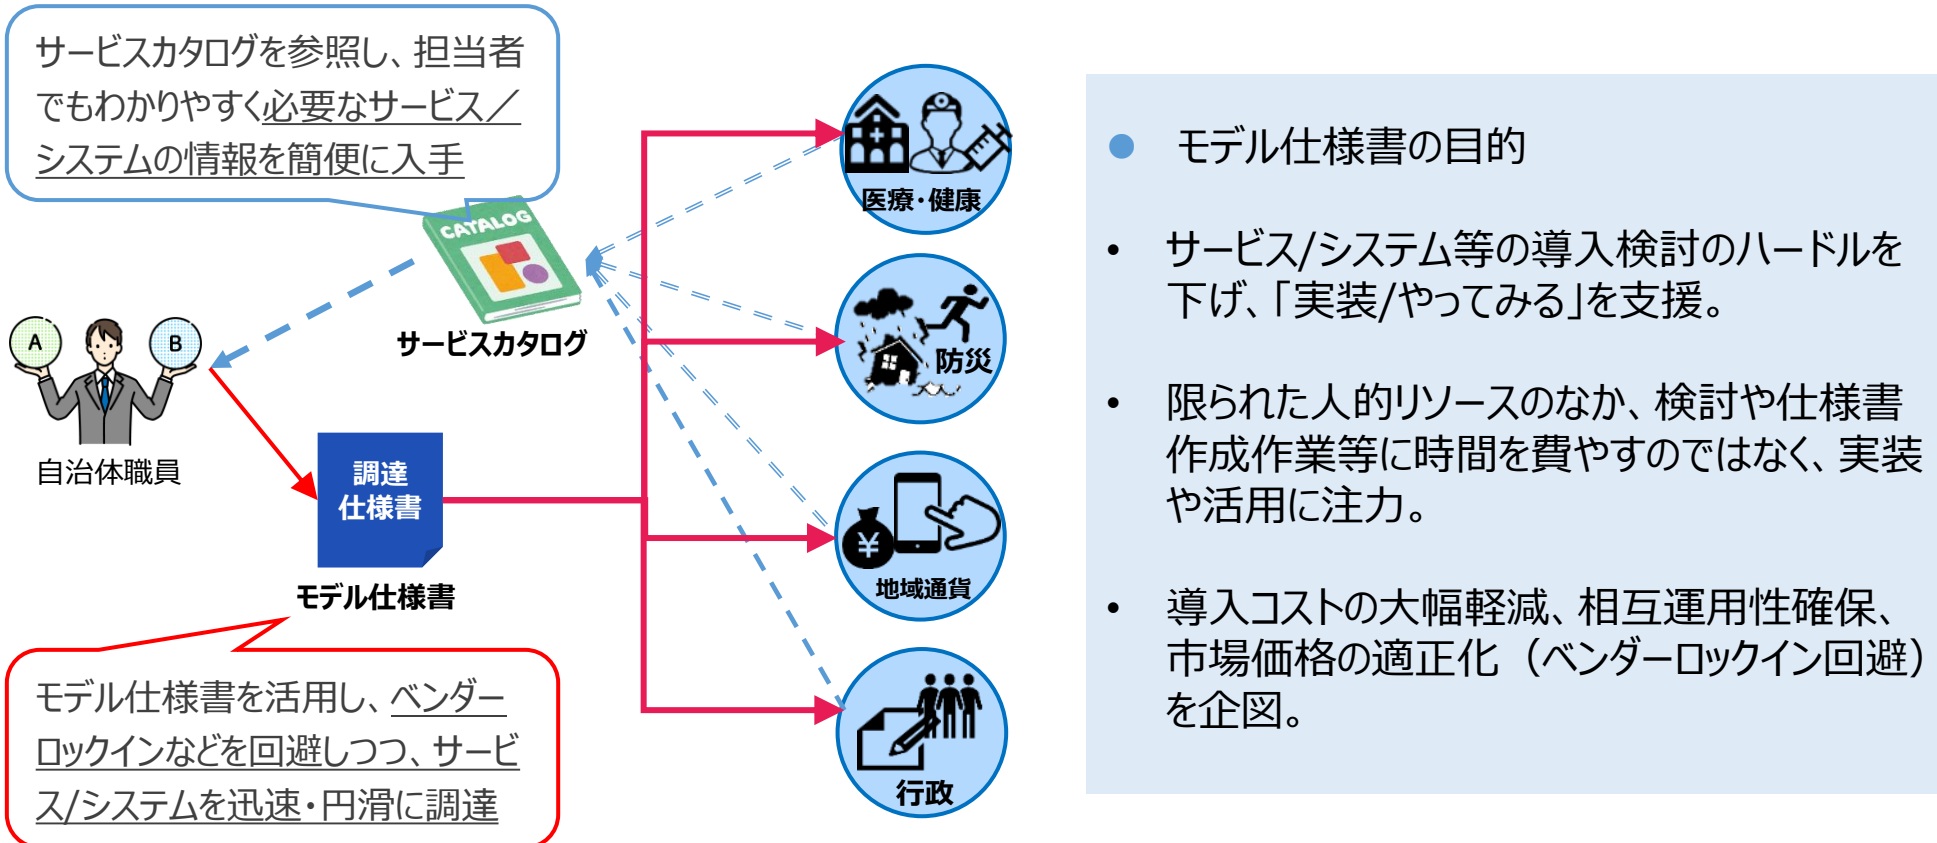 サービスカタログを参照し、担当者
でもわかりやすく必要なサービス／
システムの情報を簡便に入手
CATALOG
サービスカタログ
A
B
自治体職員
調達
仕様書
モデル仕様書
モデル仕様書を活用し、ベンダー
ロックインなどを回避しつつ、サービ
ス/システムを迅速・円滑に調達
医療・健康
防災
¥
地域通貨
行政
● モデル仕様書の目的
• サービス/システム等の導入検討のハードルを
下げ、「実装/やってみる」を支援。
• 限られた人的リソースのなか、検討や仕様書
作成作業等に時間を費やすのではなく、実装
や活用に注力。
• 導入コストの大幅軽減、相互運用性確保、
市場価格の適正化（ベンダーロックイン回避）
を企図。